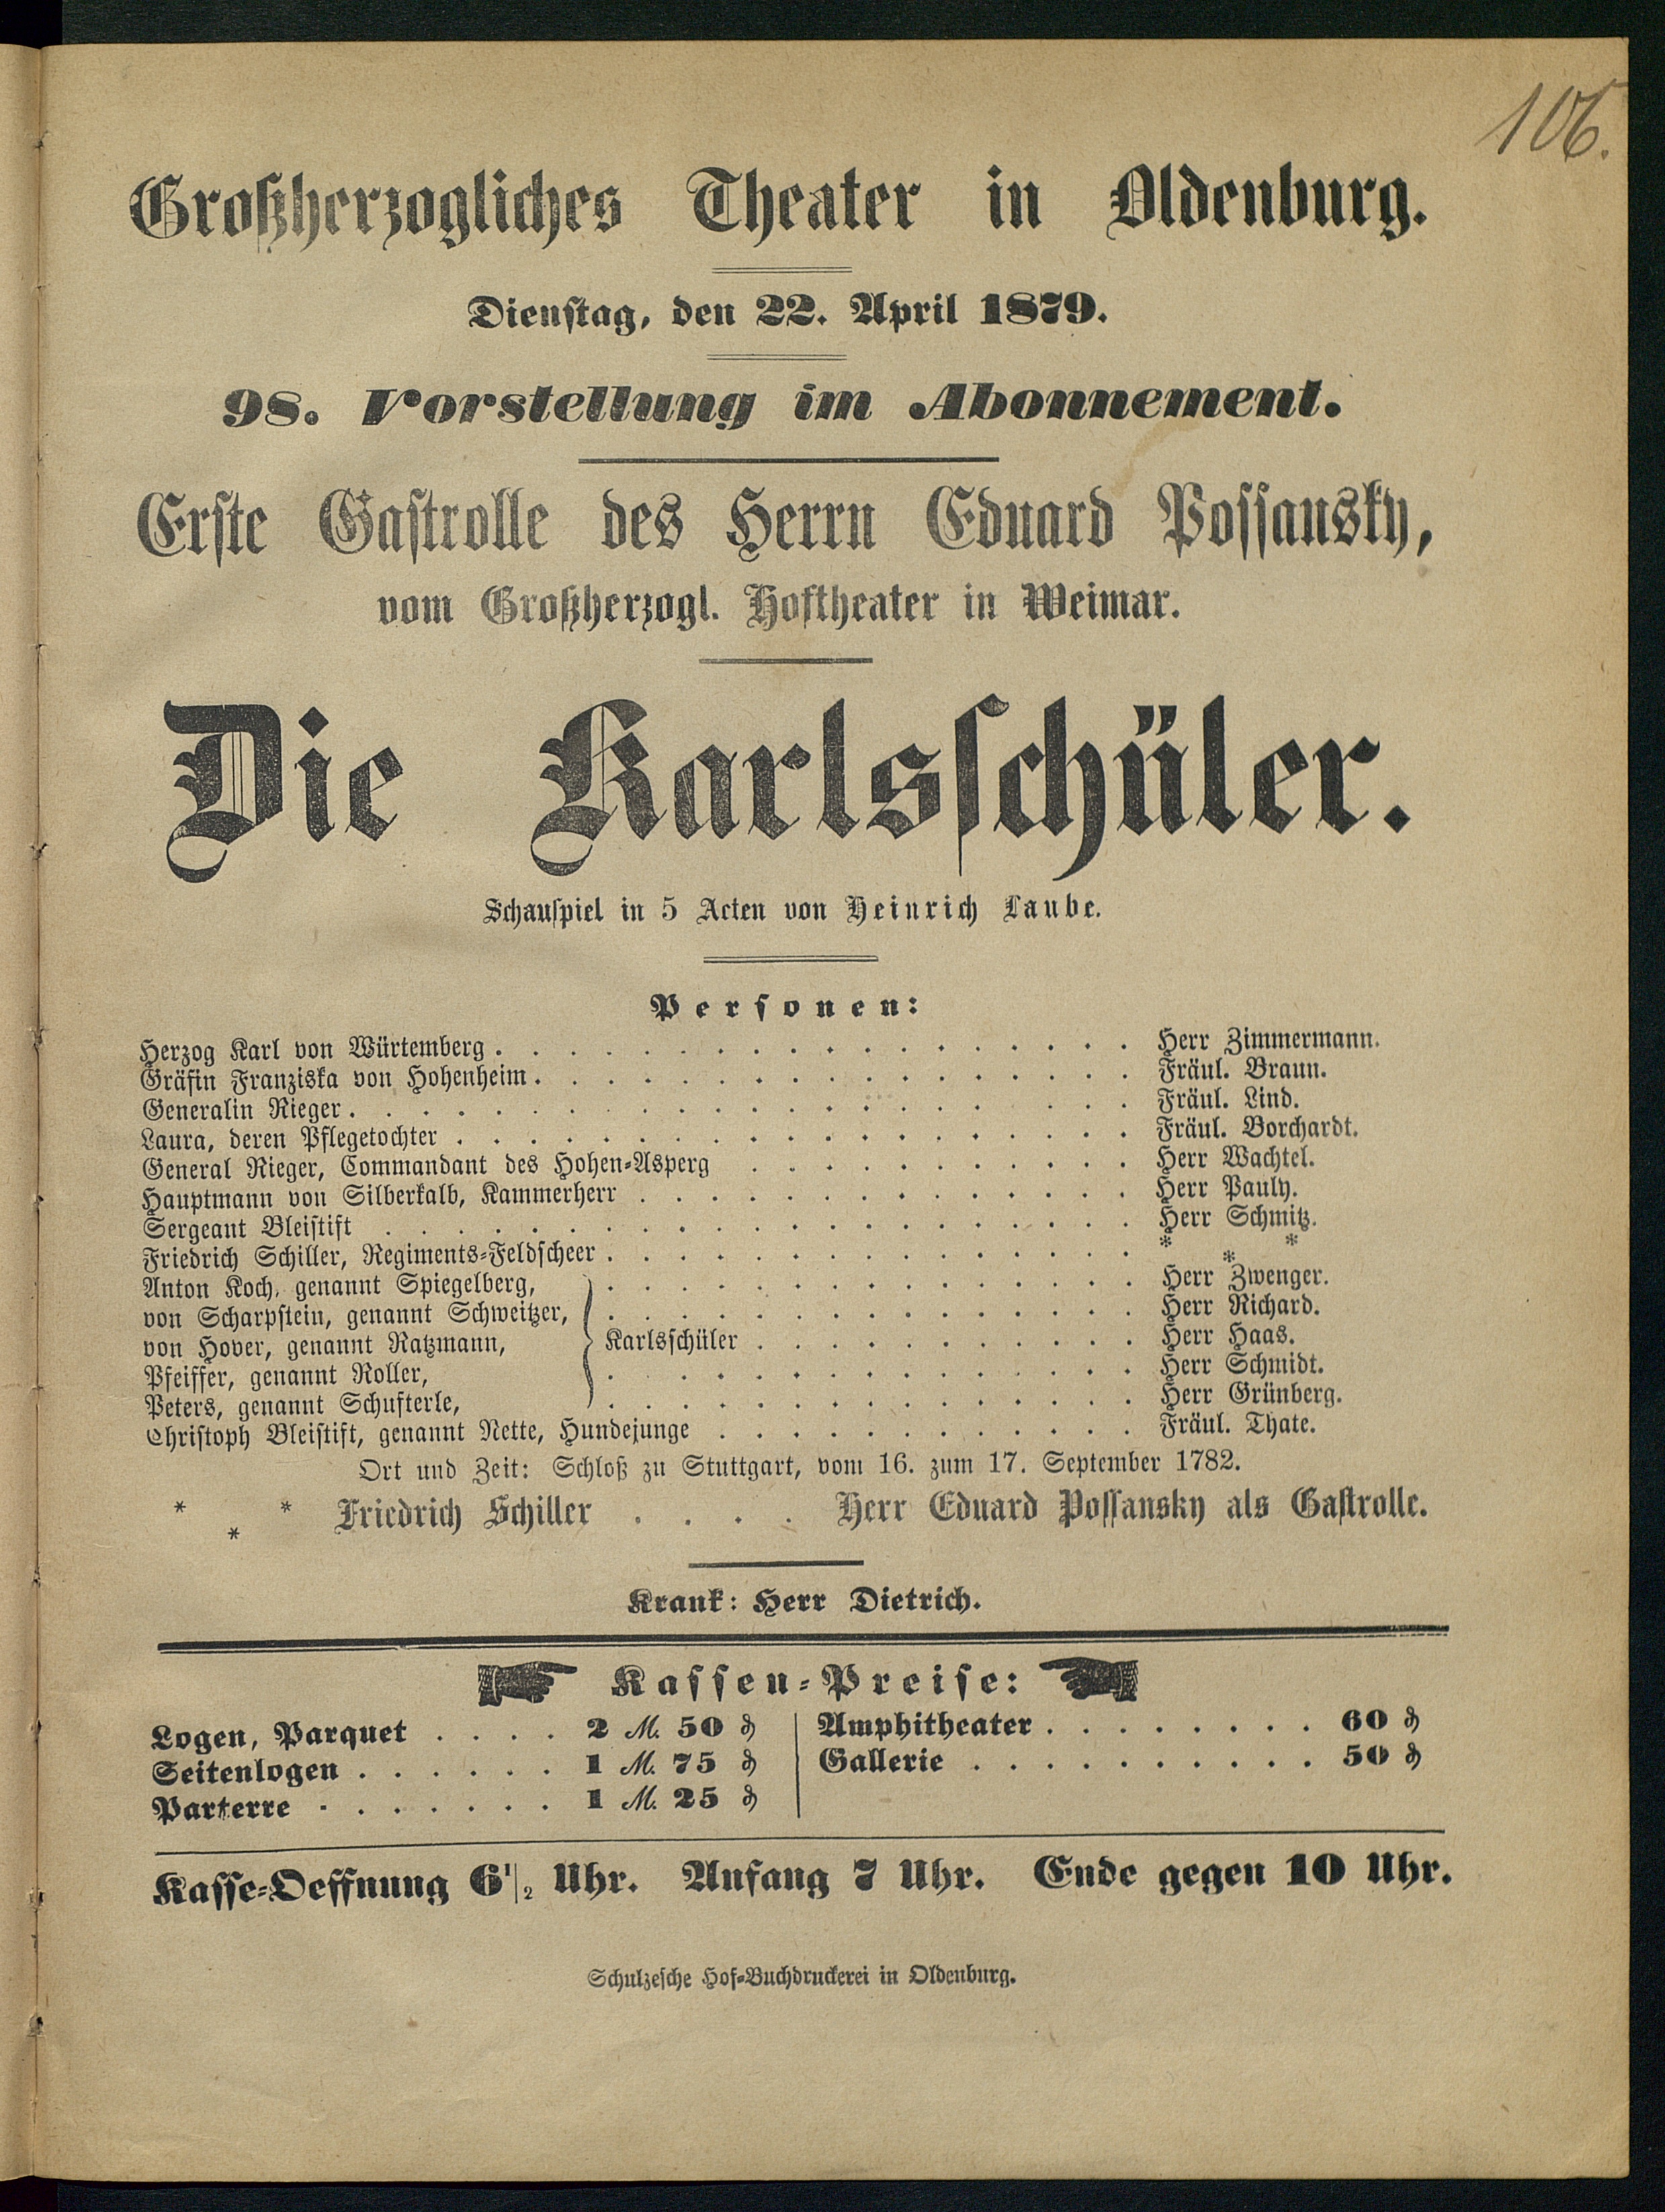 106.
Großherzogliches Theater in Oldenburg.
Dienstag, den 22. April 1879.
98. Vorstellung im Abonnement.
Erste Gastrolle des Herrn Eduard Possansky,
vom Großherzogl. Hoftheater in Weimar.
Die Karlsschüler.
Schauspiel in 5 Acten von Heinrich Laube.
Personen:
Herzog Karl von Würtemberg . . . . . . . . . . . . . . . . . . Herr Zimmermann.
Gräfin Franziska von Hohenheim . . . . . . . . . . . . . . . . . Fräul. Braun.
Generalin Rieger . . . . . . . . . . . . . . . . . . . . . Fräul. Lind.
Laura, deren Pflegetochter . . . . . . . . . . . . . . . . . . . Fräul. Borchardt.
General Rieger, Commandant des Hohen-Asperg . . . . . . . . . . . Herr Wachtel.
Hauptmann von Silberkalb, Kammerherr . . . . . . . . . . . . . . Herr Pauly.
Sergeant Bleistift . . . . . . . . . . . . . . . . . . . . . Herr Schmitz.
Friedrich Schiller, Regiments-Feldscheer . . . . . . . . . . . . . . . * * *
Anton Koch, genannt Spiegelberg, . . . . . . . . . . . . . . . Herr Zwenger.
von Scharpstein, genannt Schweitzer, . . . . . . . . . . . . . . . Herr Richard.
von Hover, genannt Ratzmann, } Karlsschüler . . . . . . . . . . . Herr Haas.
Pfeiffer, genannt Roller, . . . . . . . . . . . . . . . Herr Schmidt.
Peters, genannt Schufterle, . . . . . . . . . . . . . . . Herr Grünberg.
Christoph Bleistift, genannt Nette, Hundejunge . . . . . . . . . . . . Fräul. Thate.
Ort und Zeit: Schloß zu Stuttgart, vom 16. zum 17. September 1782.
* * * Friedrich Schiller . . . . Herr Eduard Possansky als Gastrolle.
Krank: Herr Dietrich.
Kassen-Preise:
Logen, Parquet . . . . 2 M. 50 ₰
Seitenlogen . . . . . . 1 M. 75 ₰
Parterre . . . . . . . 1 M. 25 ₰
Amphitheater . . . . . . . . 60 ₰
Gallerie . . . . . . . . . . 50 ₰
Kasse-Oeffnung 6 1/2 Uhr. Anfang 7 Uhr. Ende gegen 10 Uhr.
Schulzesche Hof-Buchdruckerei in Oldenburg.